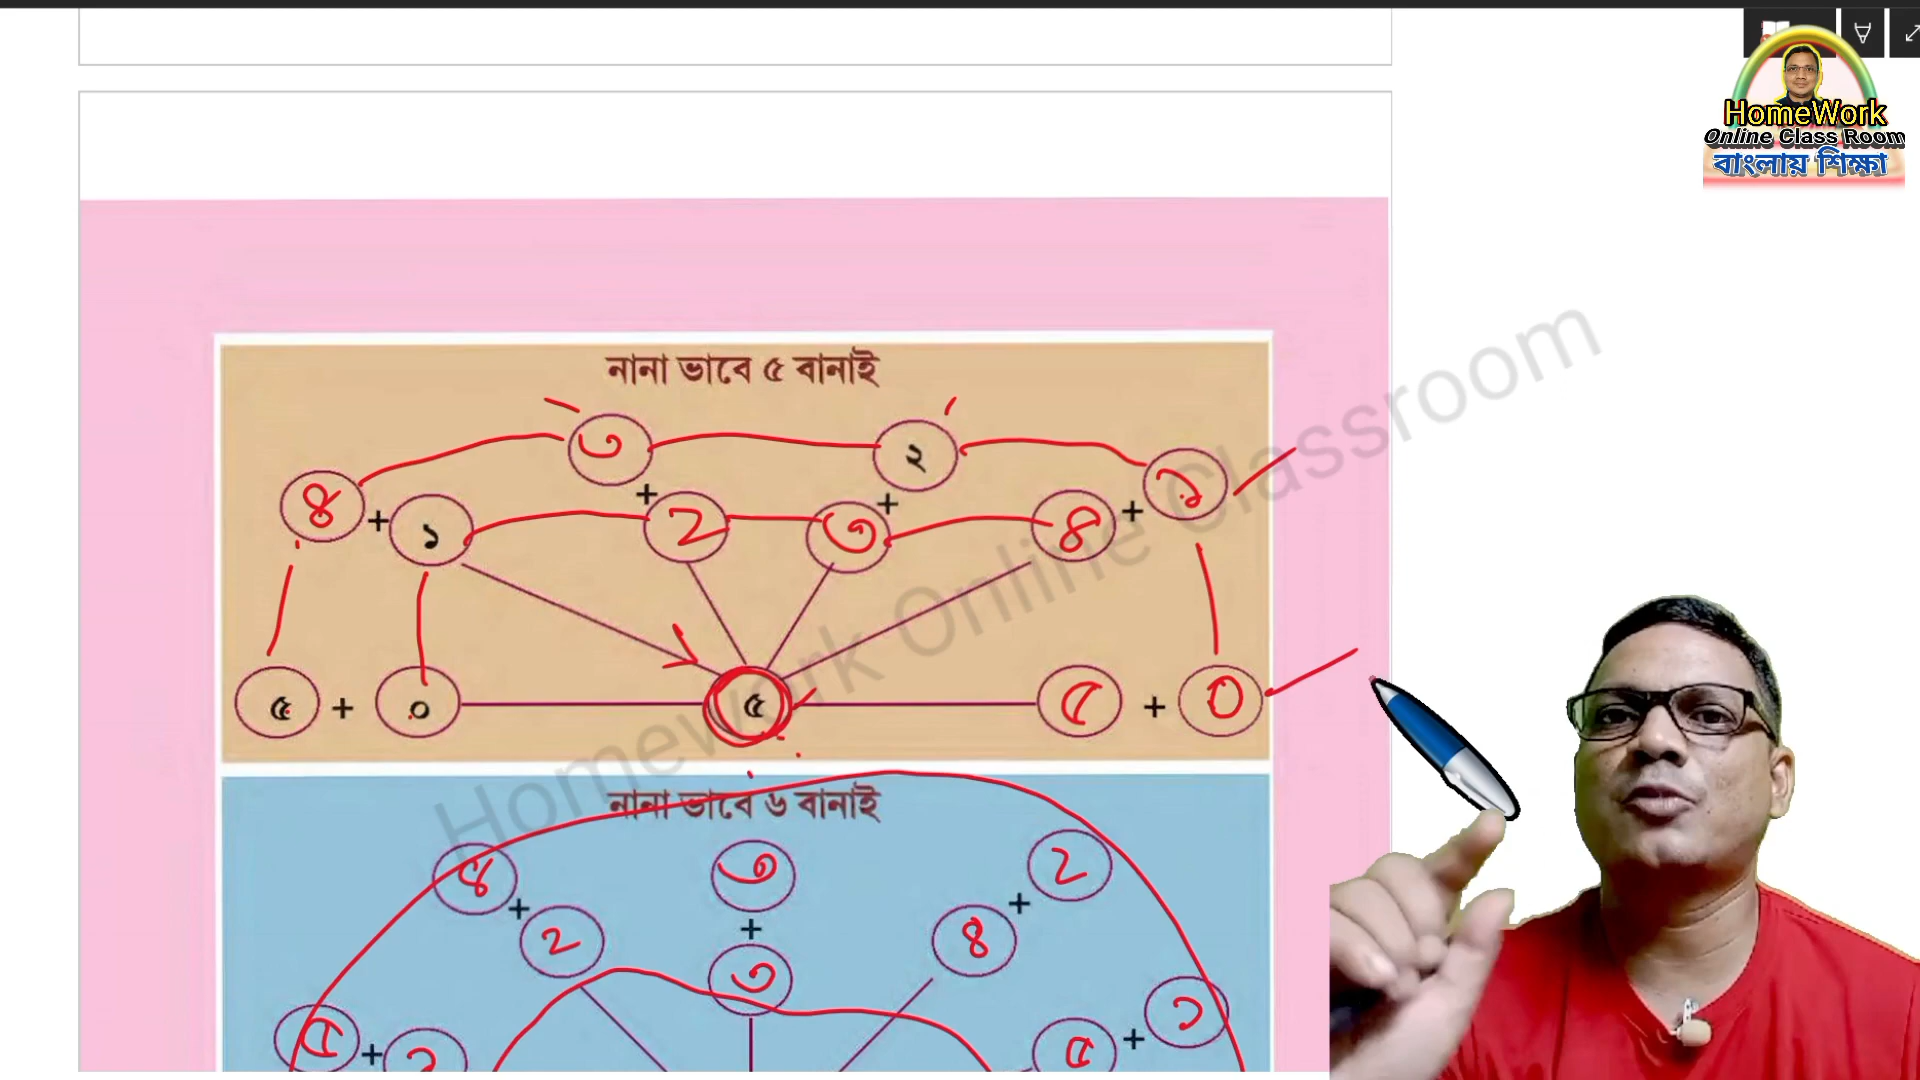 HomeWork
Online Class Room
বাংলায় শিক্ষা
নানা ভাবে ৫ বানাই
৩ ২
৪ + ১ + ২ ৩ + ৪ + ১
৫ + ০ ৫ ৫ + ০
Homework Online Classroom
নানা ভাবে ৬ বানাই
৪ + ২ ৩ + ৩ ৪ + ২
৫ + ১ ৫ + ১